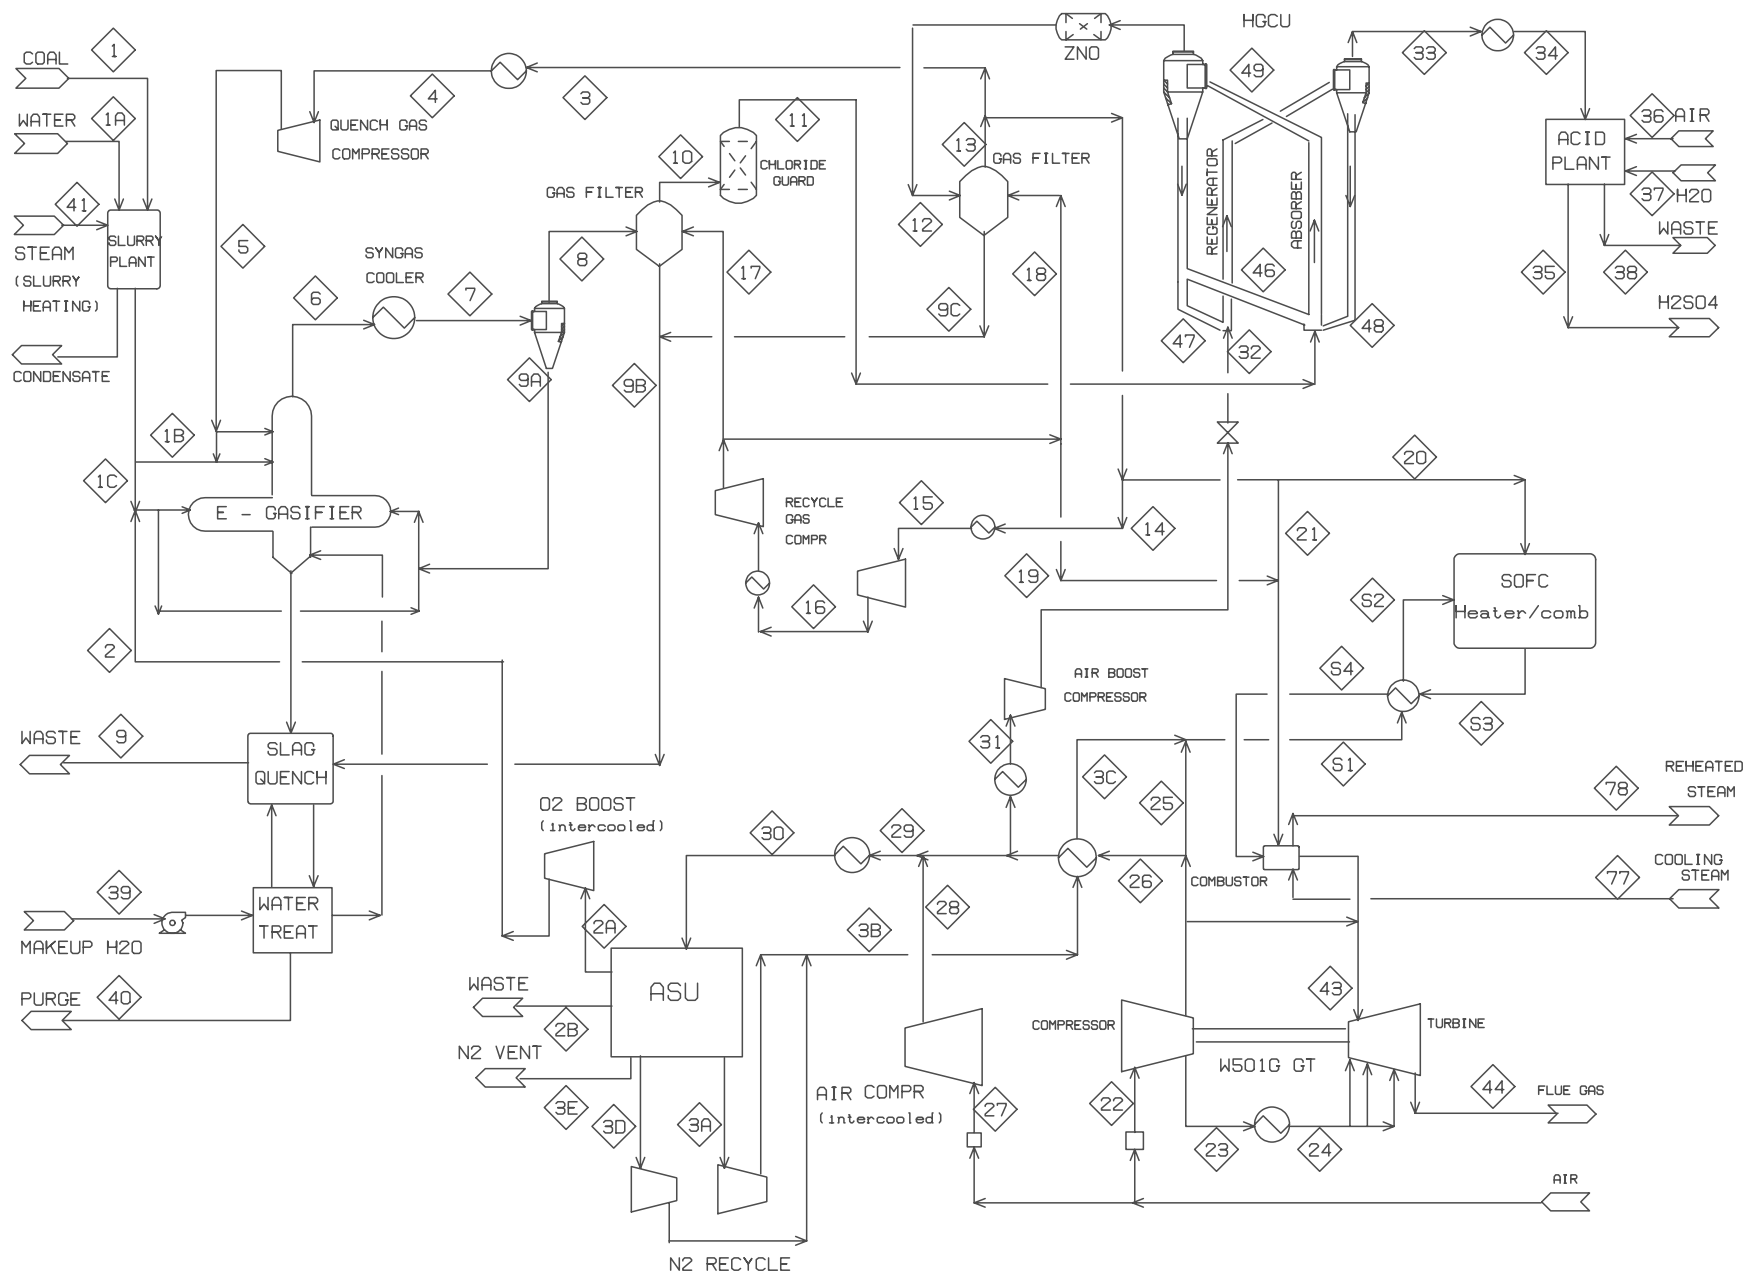 HGCU
ZNO
COAL
1
49
33
34
4
3
WATER
1A
QUENCH GAS
COMPRESSOR
11
13
36
AIR
ACID
PLANT
10
CHLORIDE
GUARD
GAS FILTER
GAS FILTER
37
H2O
41
STEAM
(SLURRY
HEATING)
SLURRY
PLANT
5
SYNGAS
COOLER
8
12
REGENERATOR
ABSORBER
WASTE
6
7
17
18
46
35
38
9C
H2SO4
CONDENSATE
9A
9B
47
32
48
1B
1C
20
E - GASIFIER
RECYCLE
GAS
COMPR
15
14
21
16
19
SOFC
Heater/comb
S2
2
AIR BOOST
COMPRESSOR
S4
S3
WASTE
9
SLAG
QUENCH
31
3C
S1
REHEATED
STEAM
78
25
O2 BOOST
(intercooled)
30
29
26
COMBUSTOR
COOLING
STEAM
77
39
WATER
TREAT
MAKEUP H2O
2A
28
3B
PURGE
40
WASTE
ASU
43
2B
COMPRESSOR
TURBINE
N2 VENT
W501G GT
3E
3D
3A
AIR COMPR
(intercooled)
27
22
44
FLUE GAS
23
24
AIR
N2 RECYCLE